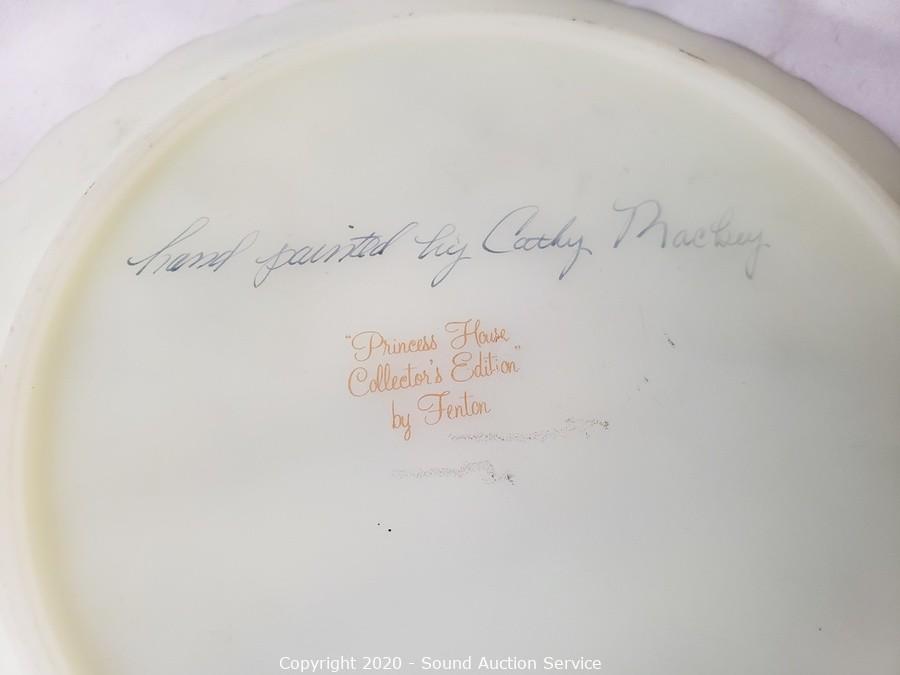 hand painted by Cathy Mackey
"Princess House
Collector's Edition"
by Fenton
Copyright 2020 - Sound Auction Service